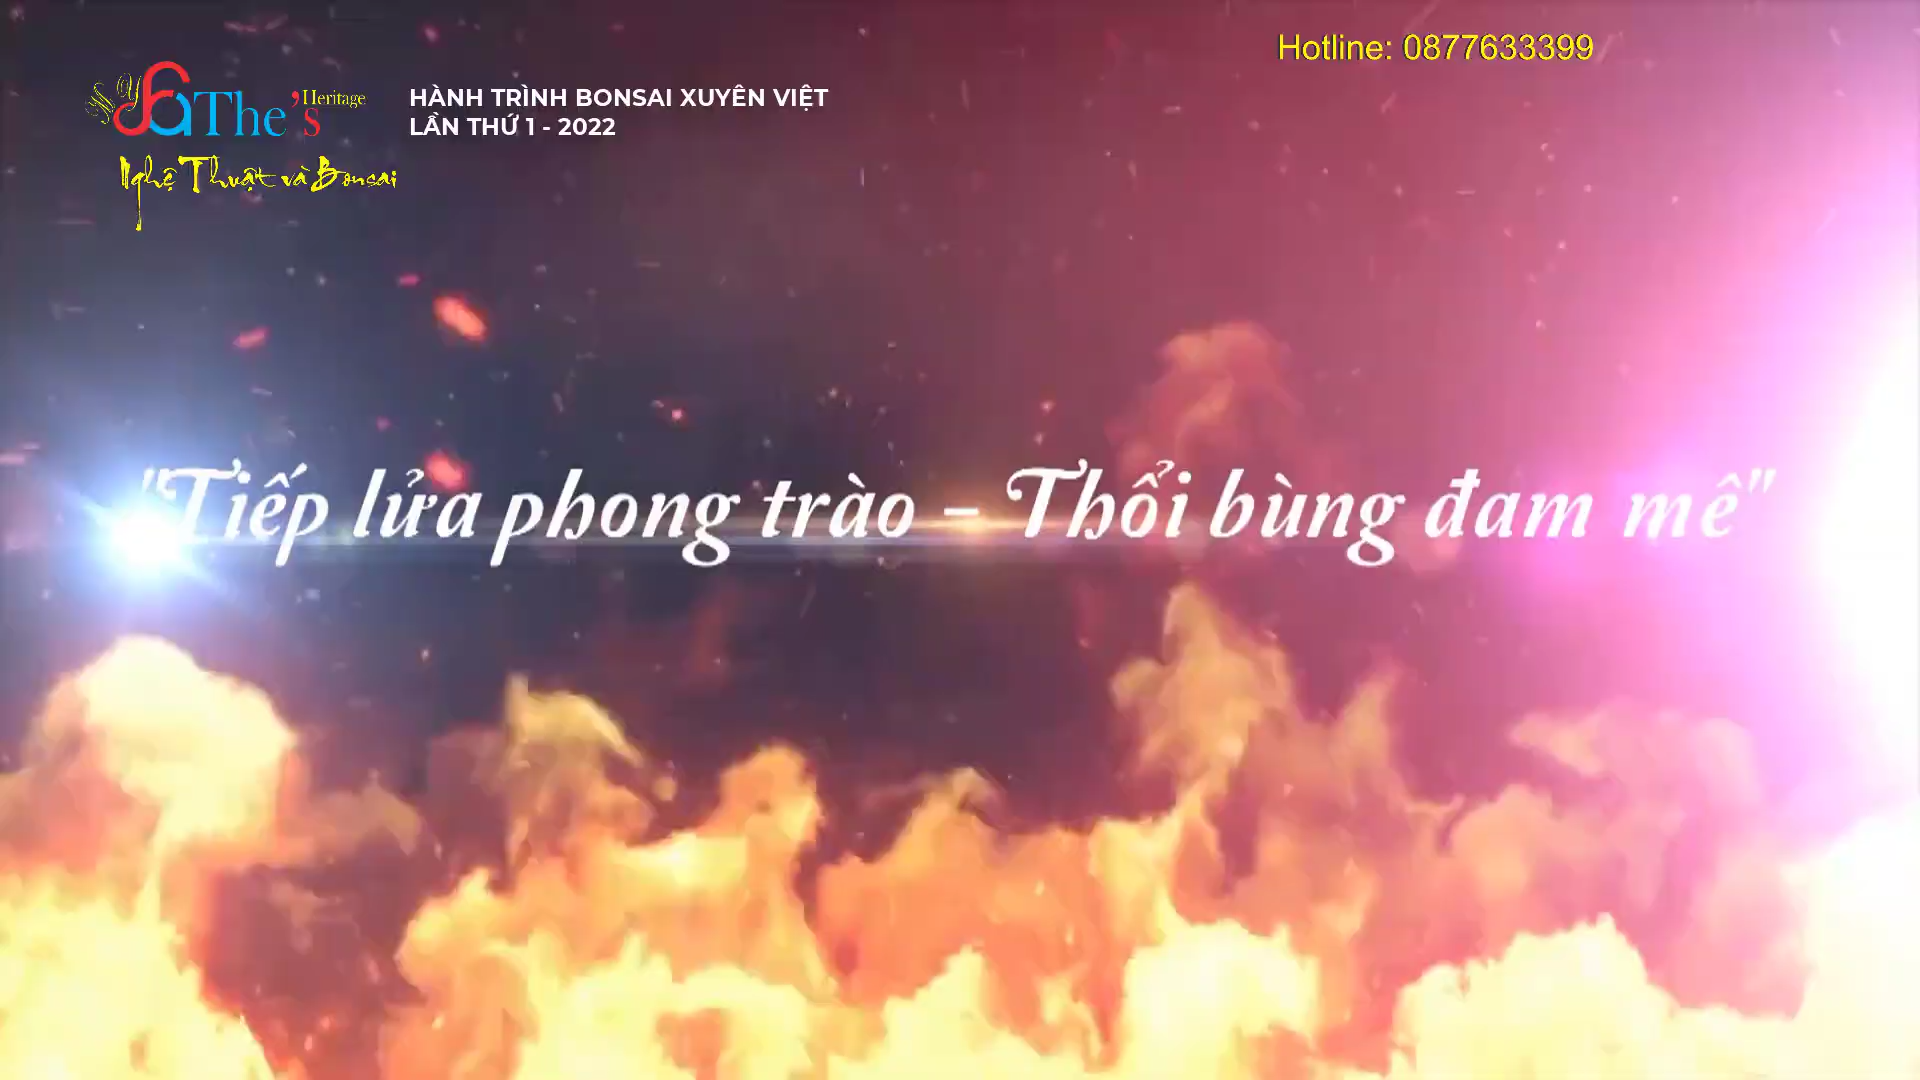 Hotline: 0877633399
The's Heritage
Nghệ Thuật và Bonsai
HÀNH TRÌNH BONSAI XUYÊN VIỆT
LẦN THỨ 1 - 2022
"Tiếp lửa phong trào – Thổi bùng đam mê"